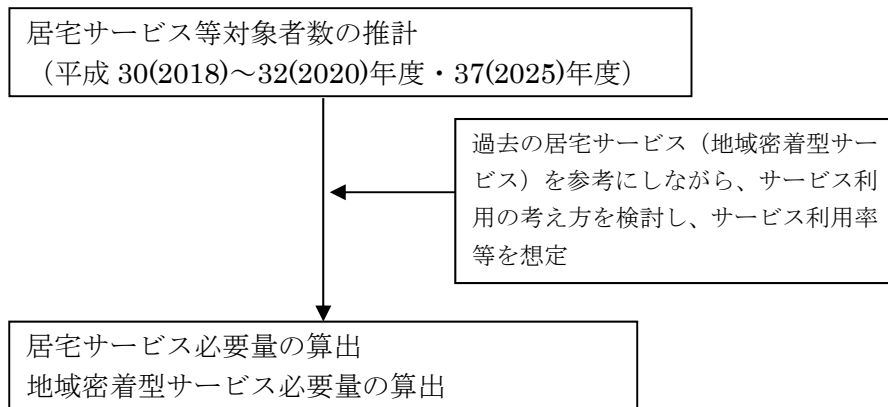 居宅サービス等対象者数の推計
（平成 30(2018)～32(2020)年度・37(2025)年度）
過去の居宅サービス（地域密着型サー
ビス）を参考にしながら、サービス利
用の考え方を検討し、サービス利用率
等を想定
居宅サービス必要量の算出
地域密着型サービス必要量の算出